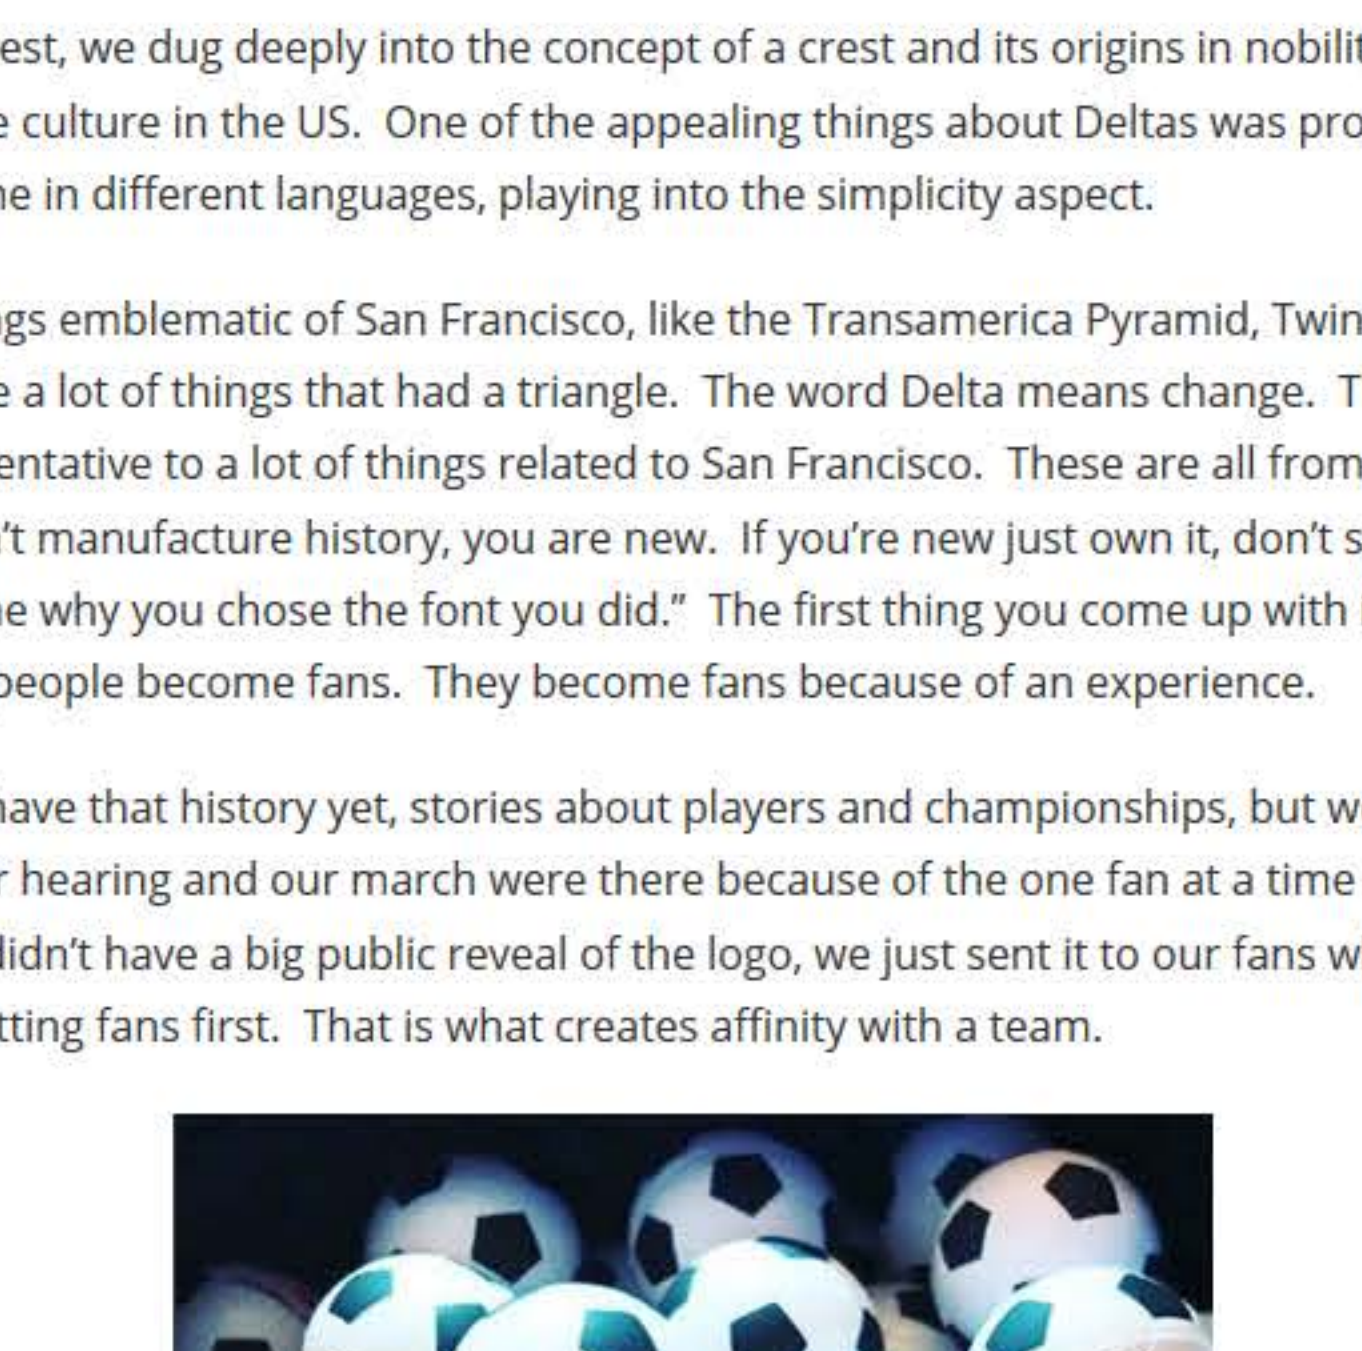 est, we dug deeply into the concept of a crest and its origins in nobilit
e culture in the US.  One of the appealing things about Deltas was pro
ne in different languages, playing into the simplicity aspect.
ngs emblematic of San Francisco, like the Transamerica Pyramid, Twin
e a lot of things that had a triangle.  The word Delta means change.  T
entative to a lot of things related to San Francisco.  These are all from
’t manufacture history, you are new.  If you’re new just own it, don’t s
ne why you chose the font you did.”  The first thing you come up with
people become fans.  They become fans because of an experience.
have that history yet, stories about players and championships, but w
r hearing and our march were there because of the one fan at a time
didn’t have a big public reveal of the logo, we just sent it to our fans w
tting fans first.  That is what creates affinity with a team.